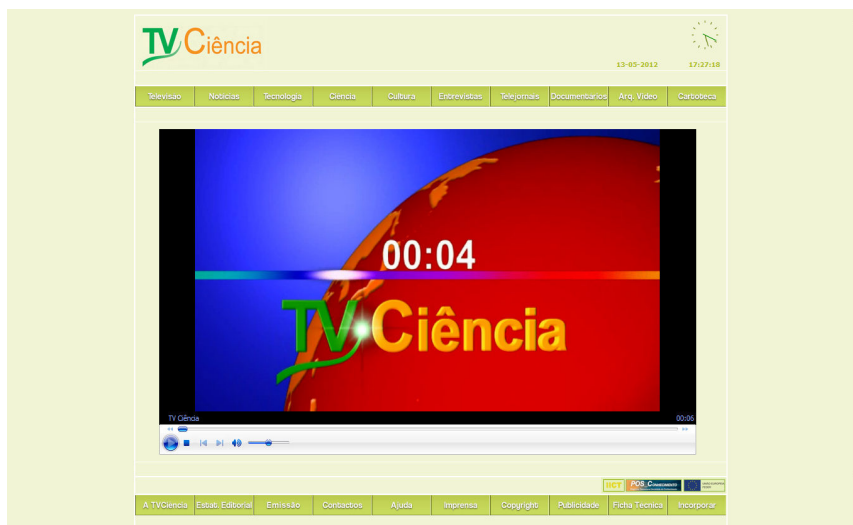 TV Ciência
13-05-2012 17:27:18
Televisao Noticias Tecnologia Ciencia Cultura Entrevistas Telejornais Documentarios Arq. Video Cartoteca
00:04
TV Ciência
TV Ciência 00:06
IICT POS_Conhecimento
A TVCiencia Estat. Editorial Emissão Contactos Ajuda Imprensa Copyright Publicidade Ficha Tecnica Incorporar